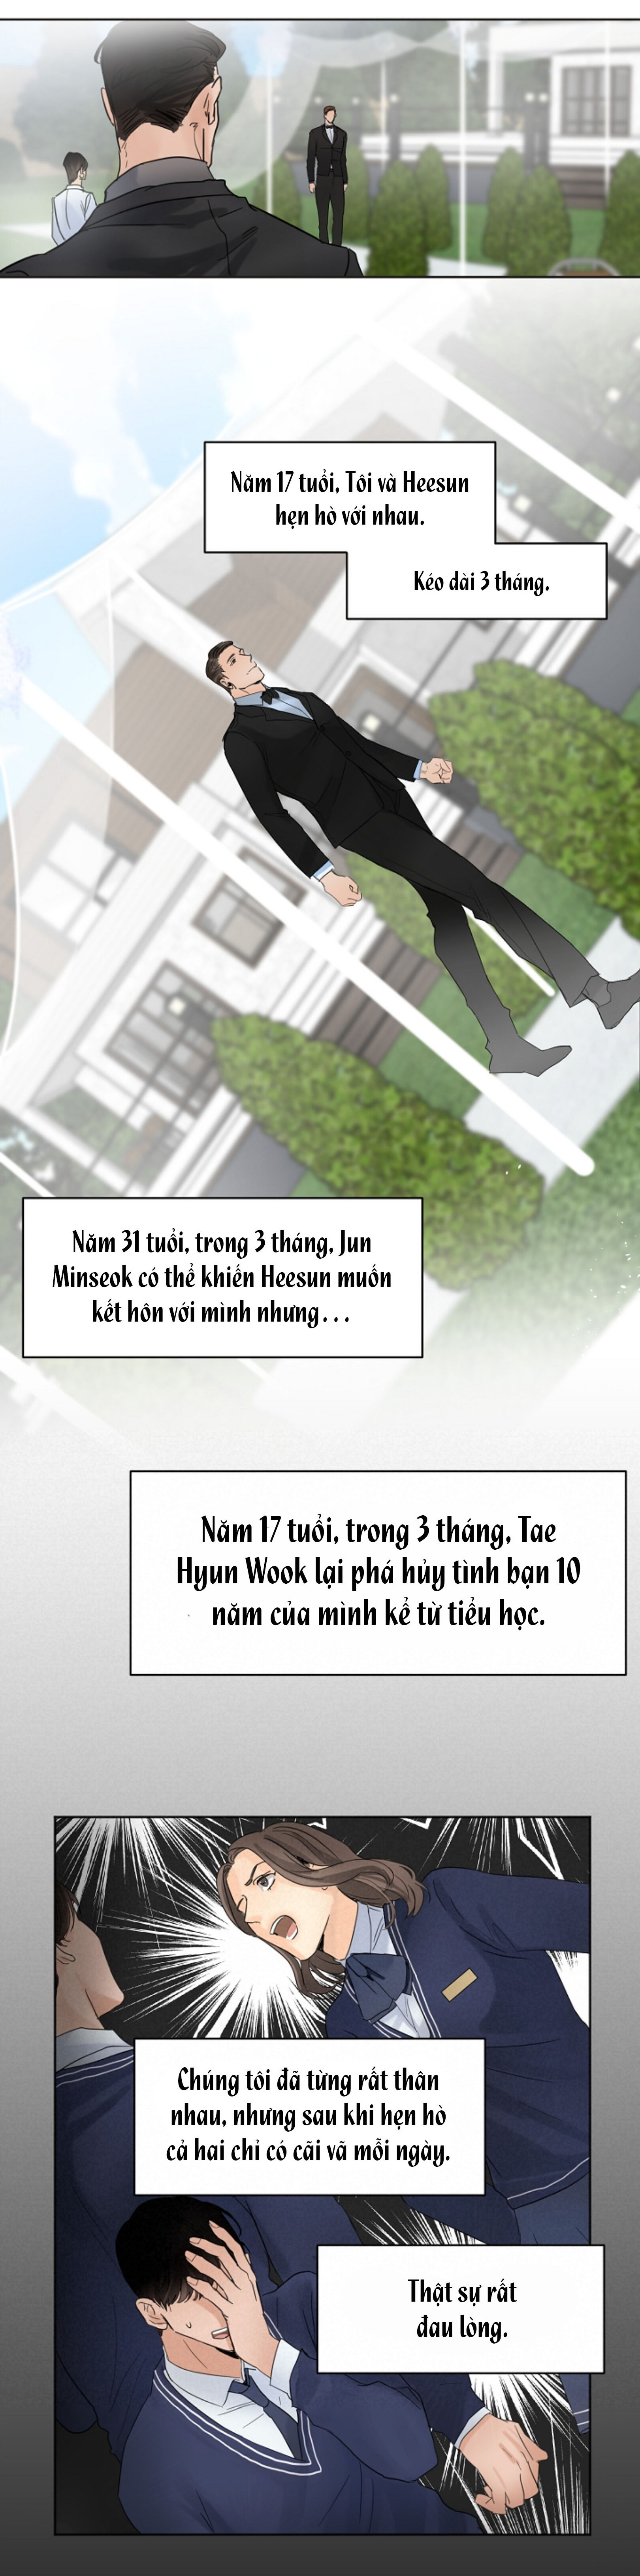 Năm 17 tuổi, Tôi và Heesun
hẹn hò với nhau.
Kéo dài 3 tháng.
Năm 31 tuổi, trong 3 tháng, Jun
Minseok có thể khiến Heesun muốn
kết hôn với mình nhưng...
Năm 17 tuổi, trong 3 tháng, Tae
Hyun Wook lại phá hủy tình bạn 10
năm của mình kể từ tiểu học.
Chúng tôi đã từng rất thân
nhau, nhưng sau khi hẹn hò
cả hai chỉ có cãi vã mỗi ngày.
Thật sự rất
đau lòng.